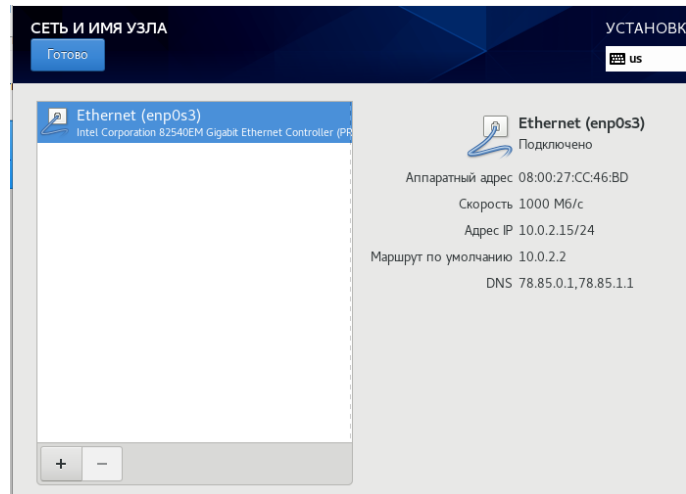 СЕТЬ И ИМЯ УЗЛА
Готово
УСТАНОВК
us
Ethernet (enp0s3)
Intel Corporation 82540EM Gigabit Ethernet Controller (PR
Ethernet (enp0s3)
Подключено
Аппаратный адрес 08:00:27:CC:46:BD
Скорость 1000 Мб/с
Адрес IP 10.0.2.15/24
Маршрут по умолчанию 10.0.2.2
DNS 78.85.0.1,78.85.1.1
+ −